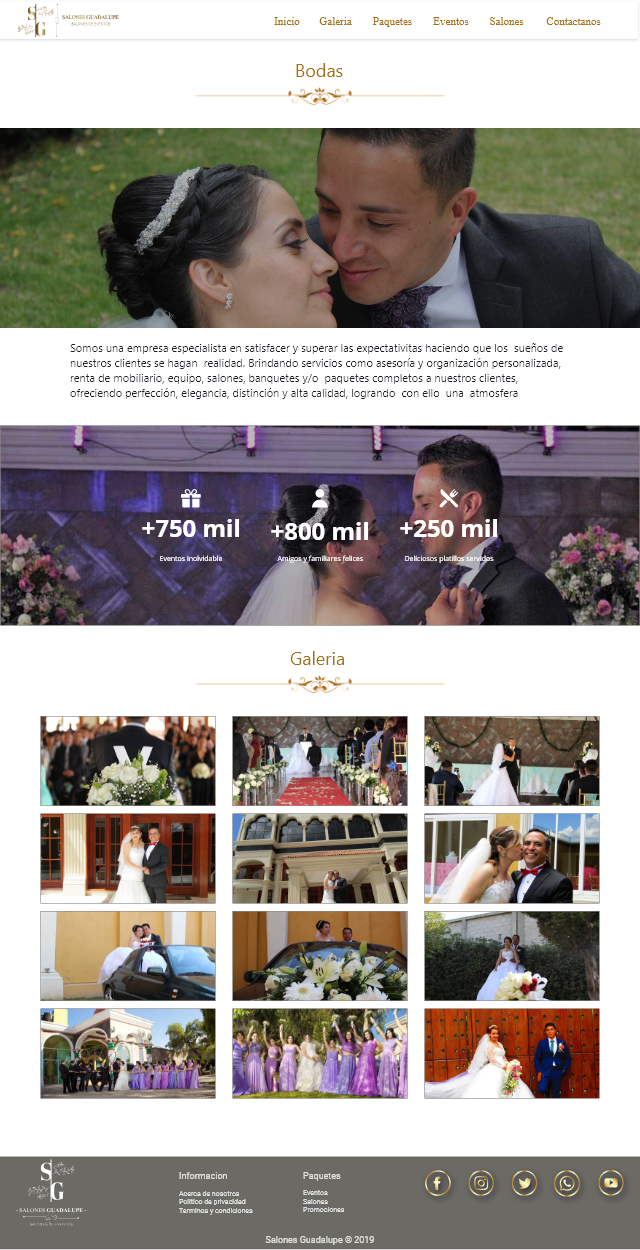 SG
SALONES GUADALUPE
SALONES DE EVENTOS
Inicio Galeria Paquetes Eventos Salones Contactanos
Bodas
Somos una empresa especialista en satisfacer y superar las expectativitas haciendo que los sueños de
nuestros clientes se hagan realidad. Brindando servicios como asesoría y organización personalizada,
renta de mobiliario, equipo, salones, banquetes y/o paquetes completos a nuestros clientes,
ofreciendo perfección, elegancia, distinción y alta calidad, logrando con ello una atmosfera
+750 mil +800 mil +250 mil
Eventos inolvidable Amigos y familiares felices Deliciosos platillos servidos
Galeria
SG
- SALONES GUADALUPE -
SALONES DE EVENTOS
Informacion
Acerca de nosotros
Politico de privacidad
Terminos y condiciones
Paquetes
Eventos
Salones
Promociones
Salones Guadalupe © 2019